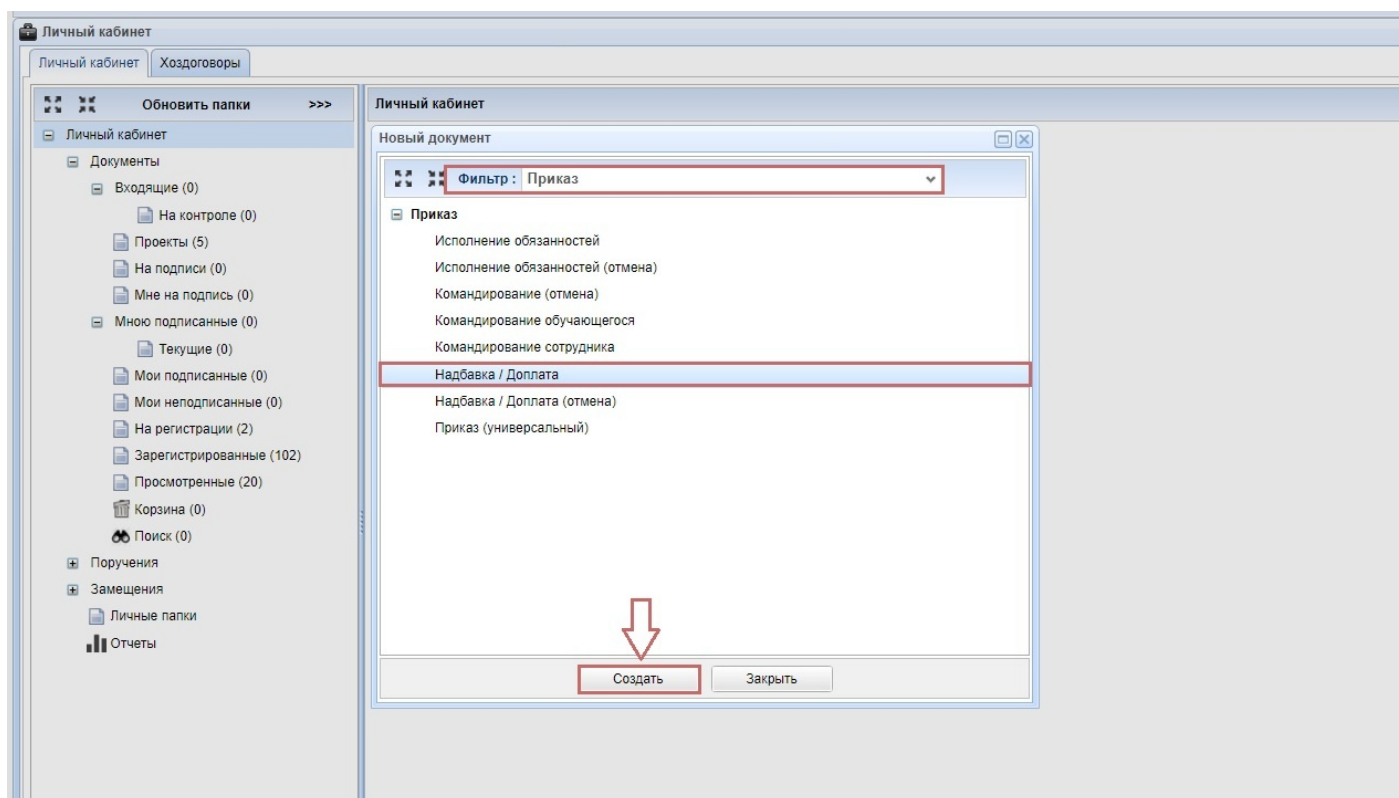 Личный кабинет
Личный кабинет Хоздоговоры
Обновить папки >>>
Личный кабинет
Документы
Входящие (0)
На контроле (0)
Проекты (5)
На подписи (0)
Мне на подпись (0)
Мною подписанные (0)
Текущие (0)
Мои подписанные (0)
Мои неподписанные (0)
На регистрации (2)
Зарегистрированные (102)
Просмотренные (20)
Корзина (0)
Поиск (0)
Поручения
Замещения
Личные папки
Отчеты
Личный кабинет
Новый документ
Фильтр : Приказ
Приказ
Исполнение обязанностей
Исполнение обязанностей (отмена)
Командирование (отмена)
Командирование обучающегося
Командирование сотрудника
Надбавка / Доплата
Надбавка / Доплата (отмена)
Приказ (универсальный)
Создать Закрыть